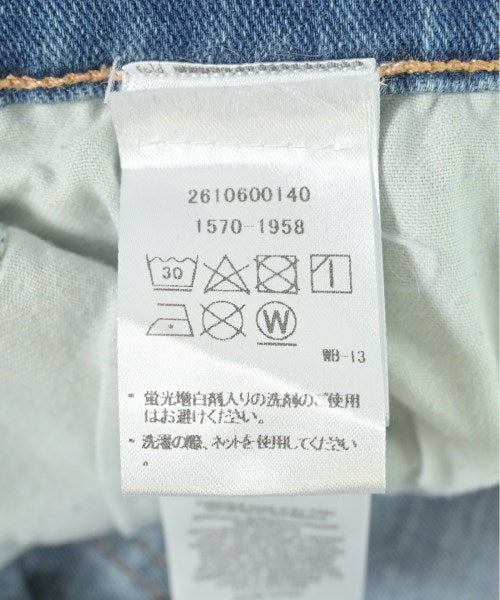 2610600140
1570-1958
30
W
WB-13
・蛍光増白剤入りの洗剤のご使用
はお避けください。
・洗濯の際、ネットを使用してください
。